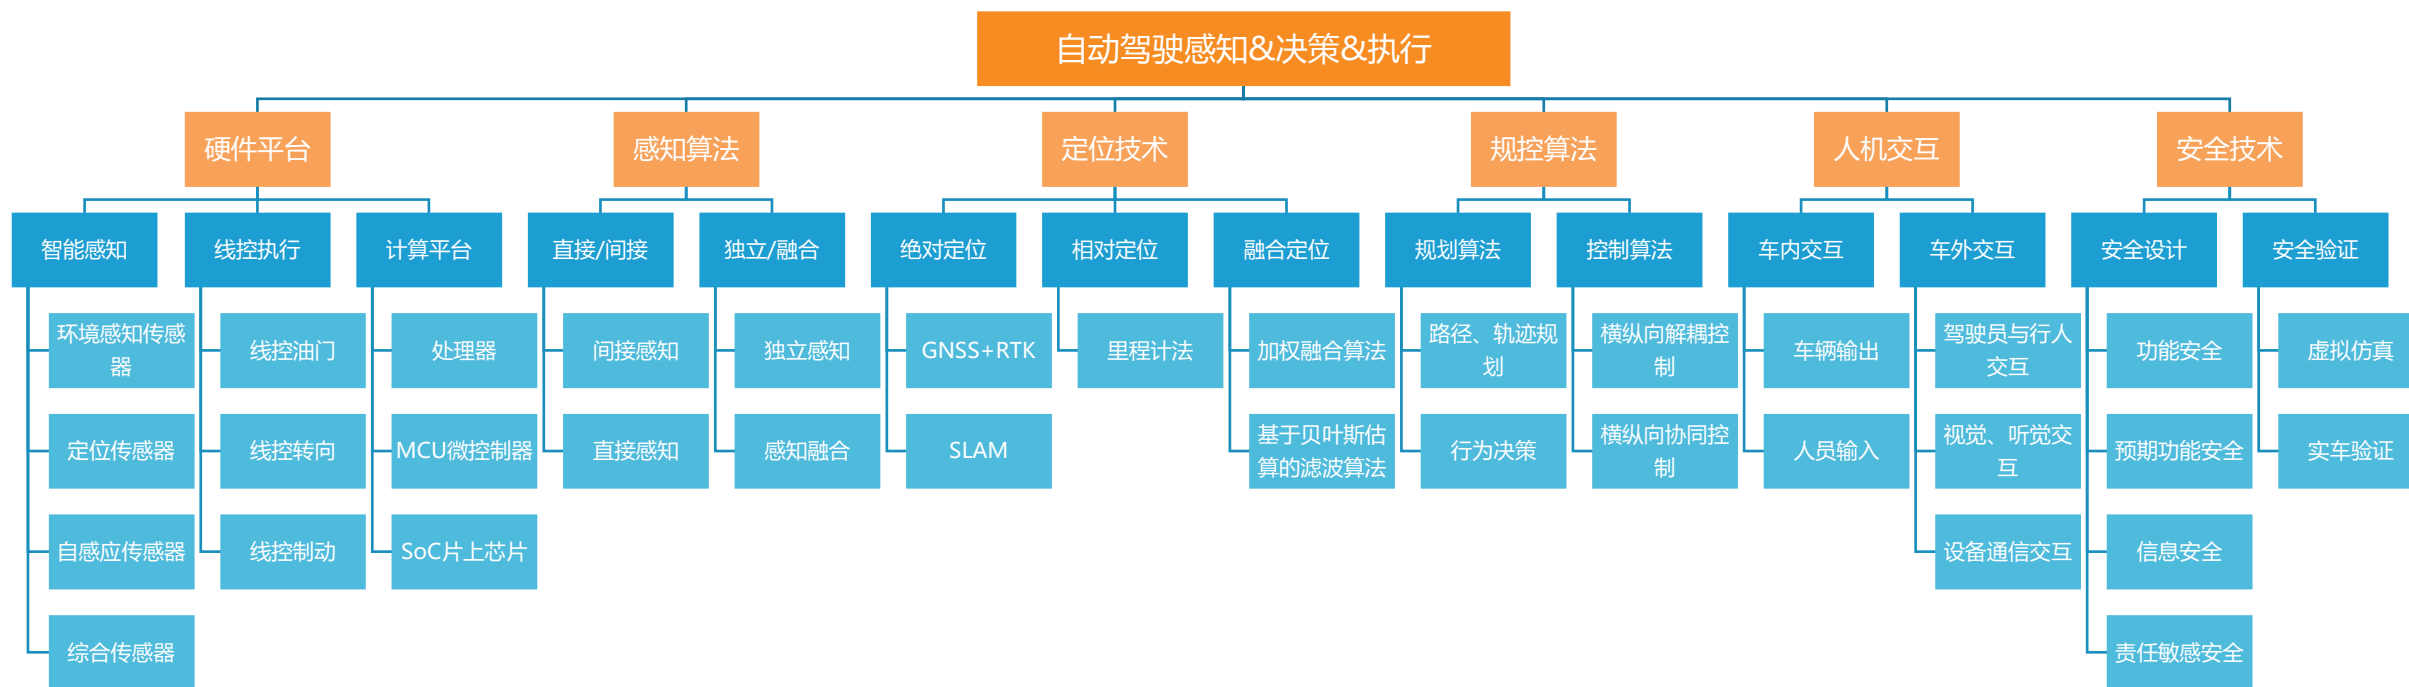 自动驾驶感知&决策&执行
硬件平台
感知算法
定位技术
规控算法
人机交互
安全技术
智能感知
线控执行
计算平台
直接/间接
独立/融合
绝对定位
相对定位
融合定位
规划算法
控制算法
车内交互
车外交互
安全设计
安全验证
环境感知传感
器
线控油门
处理器
间接感知
独立感知
GNSS+RTK
里程计法
加权融合算法
路径、轨迹规
划
横纵向解耦控
制
车辆输出
驾驶员与行人
交互
功能安全
虚拟仿真
定位传感器
线控转向
MCU微控制器
直接感知
感知融合
SLAM
基于贝叶斯估
算的滤波算法
行为决策
横纵向协同控
制
人员输入
视觉、听觉交
互
预期功能安全
实车验证
自感应传感器
线控制动
SoC片上芯片
设备通信交互
信息安全
综合传感器
责任敏感安全